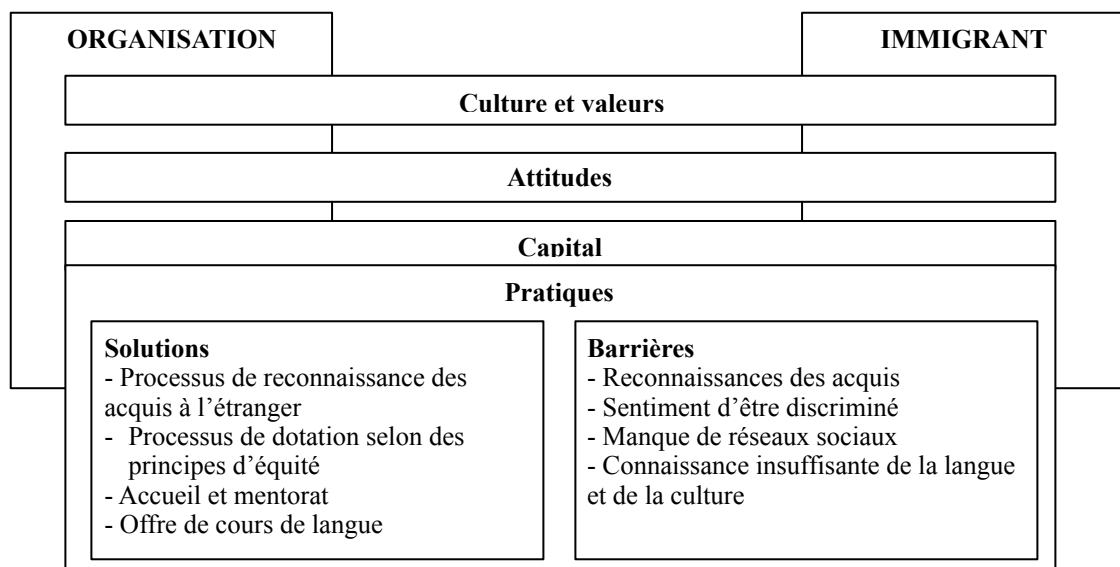 ORGANISATION
IMMIGRANT
Culture et valeurs
Attitudes
Capital
Pratiques
Solutions
- Processus de reconnaissance des
acquis à l’étranger
- Processus de dotation selon des
principes d’équité
- Accueil et mentorat
- Offre de cours de langue
Barrières
- Reconnaissances des acquis
- Sentiment d’être discriminé
- Manque de réseaux sociaux
- Connaissance insuffisante de la langue
et de la culture